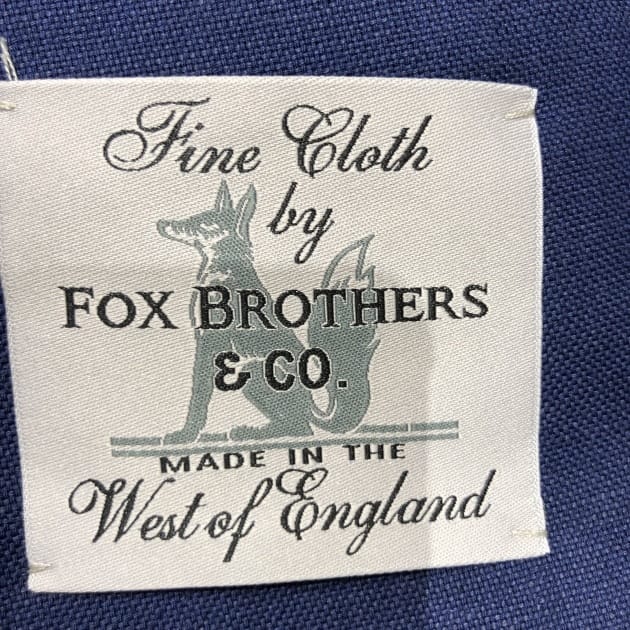 Fine Cloth
by
FOX BROTHERS
& CO.
MADE IN THE
West of England